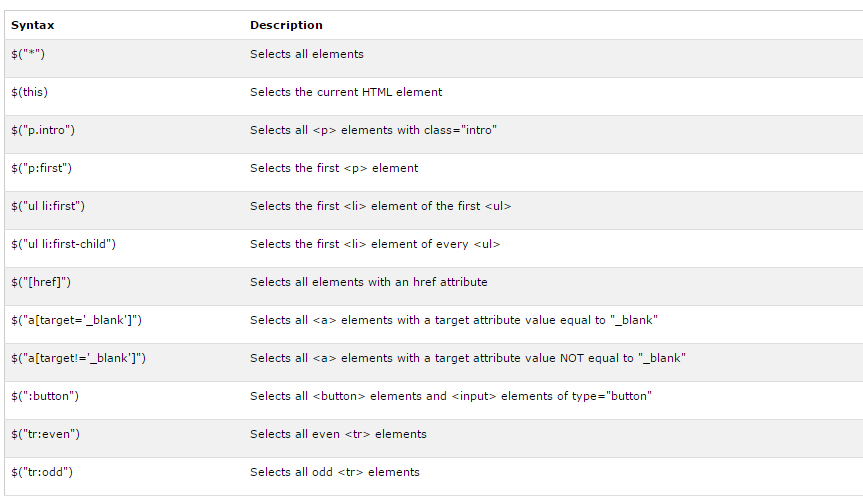 Syntax Description
$("*") Selects all elements
$(this) Selects the current HTML element
$("p.intro") Selects all <p> elements with class="intro"
$("p:first") Selects the first <p> element
$("ul li:first") Selects the first <li> element of the first <ul>
$("ul li:first-child") Selects the first <li> element of every <ul>
$("[href]") Selects all elements with an href attribute
$("a[target='_blank']") Selects all <a> elements with a target attribute value equal to "_blank"
$("a[target!='_blank']") Selects all <a> elements with a target attribute value NOT equal to "_blank"
$(":button") Selects all <button> elements and <input> elements of type="button"
$("tr:even") Selects all even <tr> elements
$("tr:odd") Selects all odd <tr> elements